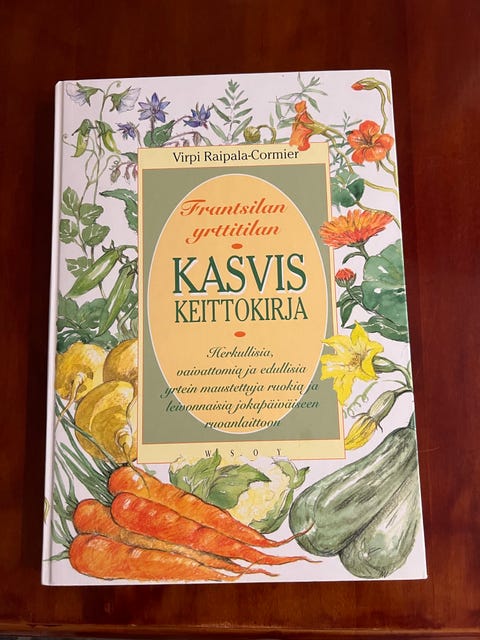 Virpi Raipala-Cormier
Frantsilan
yrttitilan
KASVIS
KEITTOKIRJA
Herkullisia,
vaivattomia ja edullisia
yrtein maustettuja ruokia ja
leivonnaisia jokapäiväiseen
ruoanlaittoon
WSOY